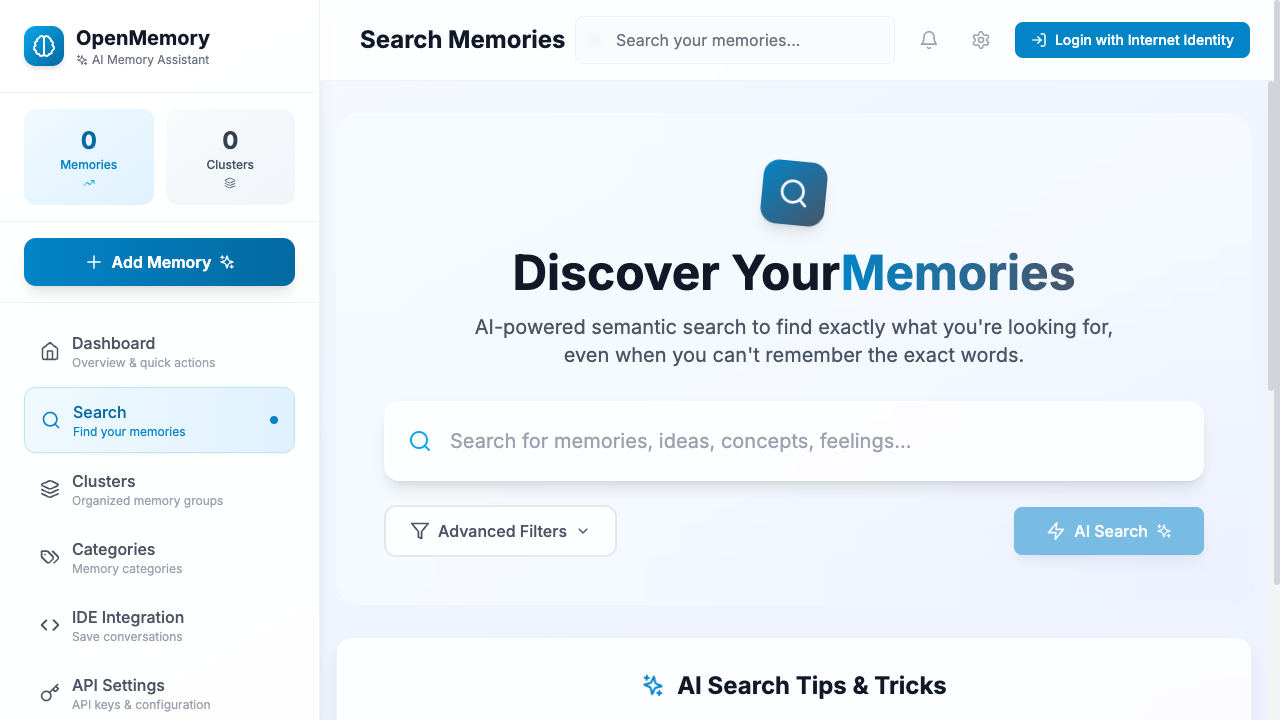 OpenMemory
AI Memory Assistant
0
Memories
0
Clusters
Add Memory
Dashboard
Overview & quick actions
Search
Find your memories
Clusters
Organized memory groups
Categories
Memory categories
IDE Integration
Save conversations
API Settings
API keys & configuration
Search Memories
Search your memories...
Login with Internet Identity
Discover YourMemories
AI-powered semantic search to find exactly what you're looking for,
even when you can't remember the exact words.
Search for memories, ideas, concepts, feelings...
Advanced Filters
AI Search
AI Search Tips & Tricks